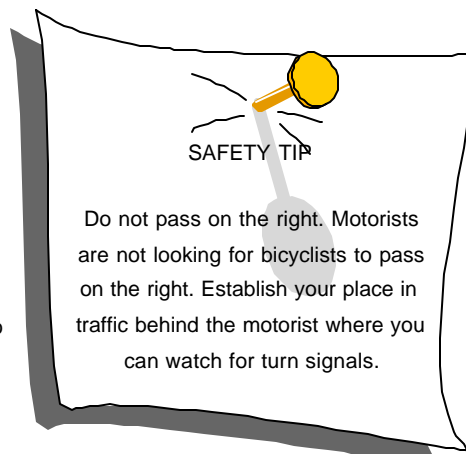 SAFETY TIP
Do not pass on the right. Motorists
are not looking for bicyclists to pass
on the right. Establish your place in
traffic behind the motorist where you
can watch for turn signals.